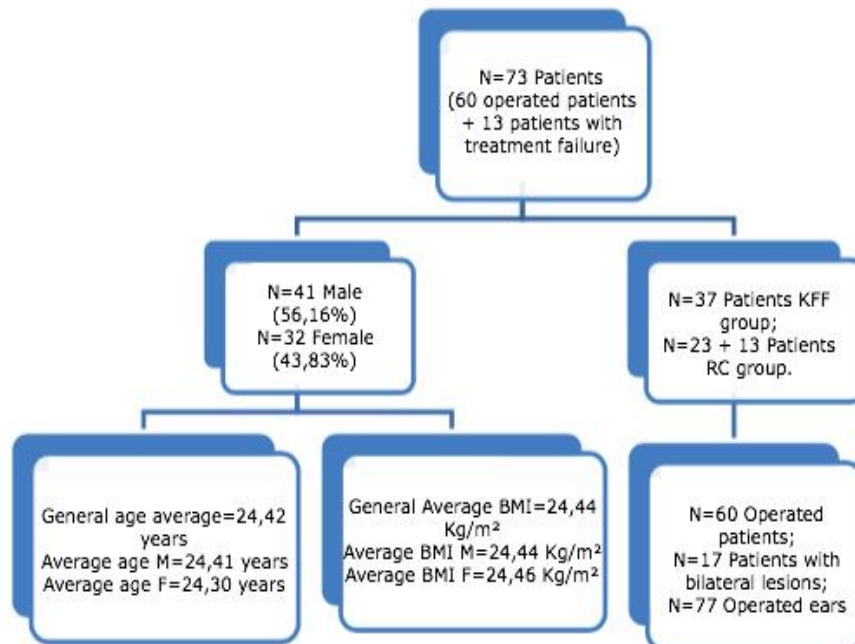 N=73 Patients
(60 operated patients
+ 13 patients with
treatment failure)
N=41 Male
(56,16%)
N=32 Female
(43,83%)
N=37 Patients KFF
group;
N=23 + 13 Patients
RC group.
General age average=24,42
years
Average age M=24,41 years
Average age F=24,30 years
General Average BMI=24,44
Kg/m²
Average BMI M=24,44 Kg/m²
Average BMI F=24,46 Kg/m²
N=60 Operated
patients;
N=17 Patients with
bilateral lesions;
N=77 Operated ears